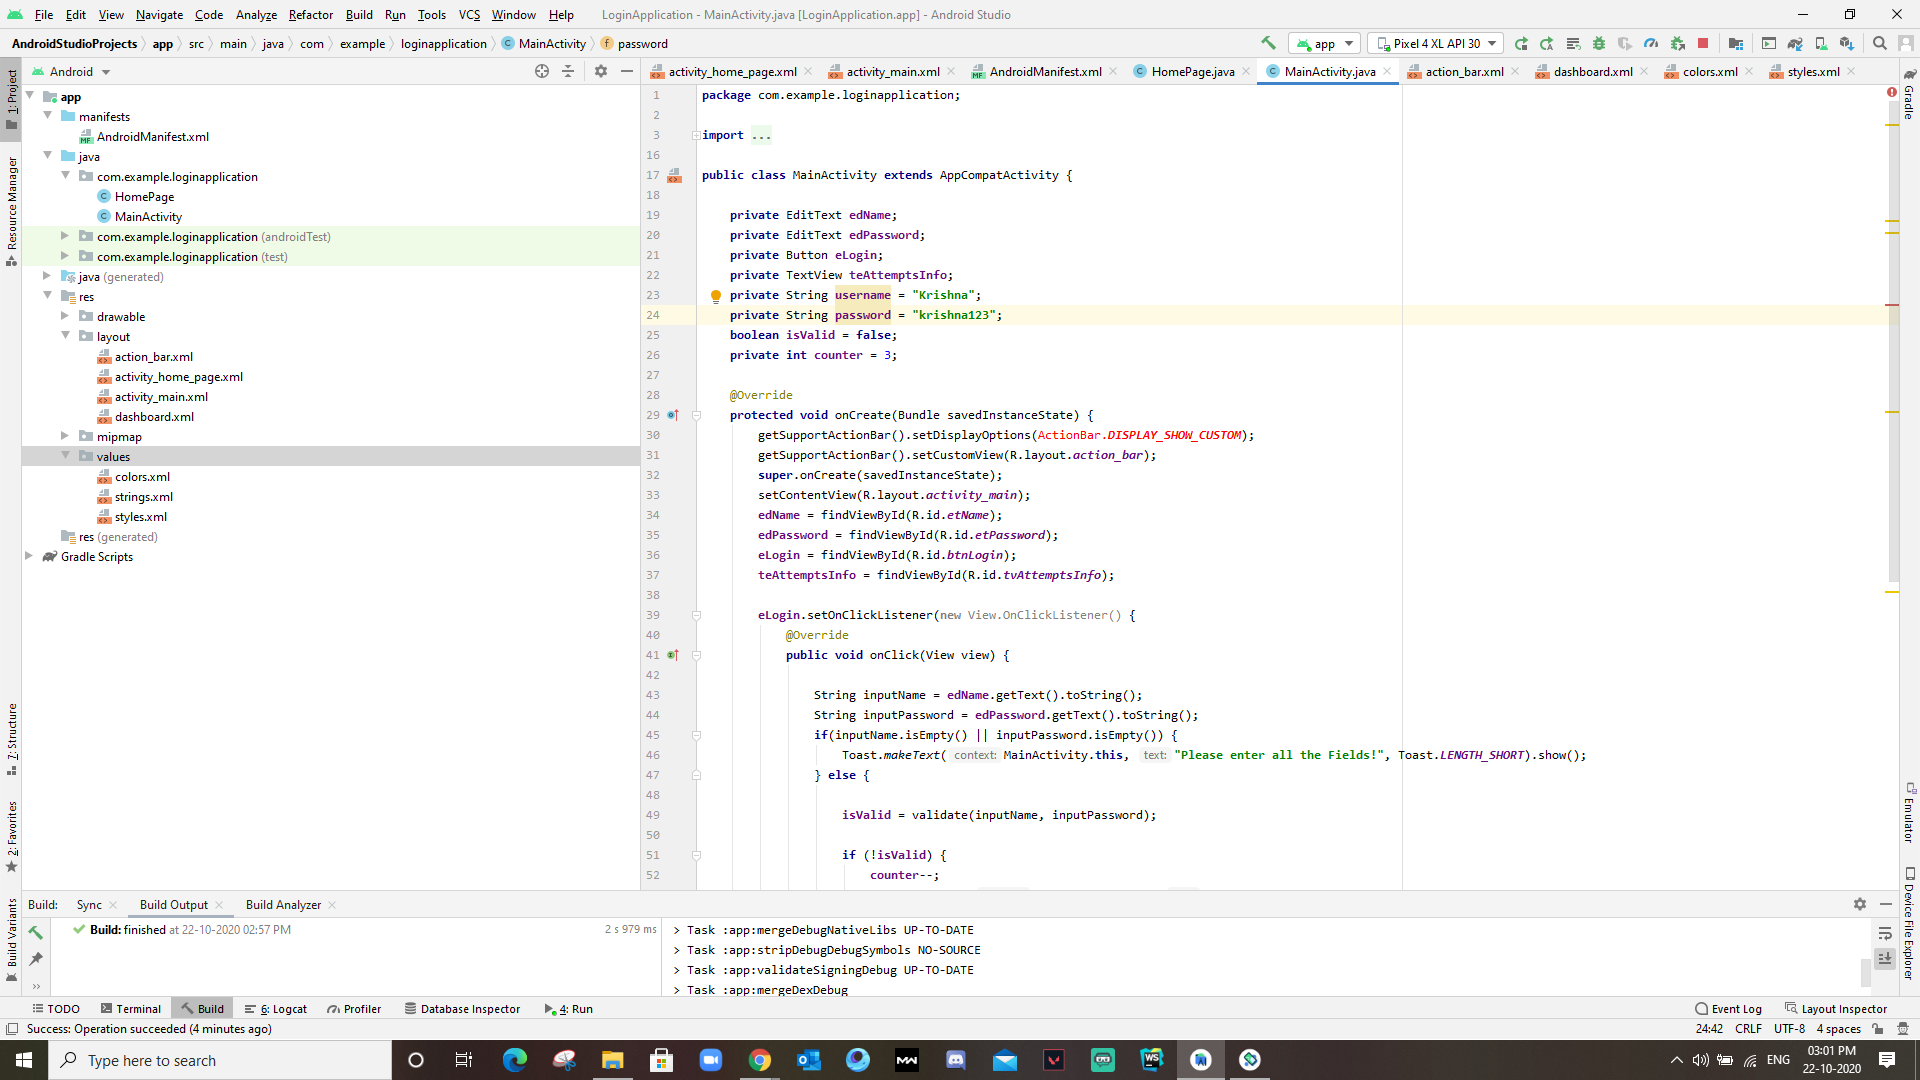 File Edit View Navigate Code Analyze Refactor Build Run Tools VCS Window Help LoginApplication - MainActivity.java [LoginApplication.app] - Android Studio
AndroidStudioProjects app src main java com example loginapplication MainActivity password
app Pixel 4 XL API 30
Android
activity_home_page.xml activity_main.xml AndroidManifest.xml HomePage.java MainActivity.java action_bar.xml dashboard.xml colors.xml styles.xml
1: Project
Resource Manager
7: Structure
2: Favorites
Build Variants
app
manifests
AndroidManifest.xml
java
com.example.loginapplication
HomePage
MainActivity
com.example.loginapplication (androidTest)
com.example.loginapplication (test)
java (generated)
res
drawable
layout
action_bar.xml
activity_home_page.xml
activity_main.xml
dashboard.xml
mipmap
values
colors.xml
strings.xml
styles.xml
res (generated)
Gradle Scripts
1 package com.example.loginapplication;
2
3 import ...
16
17 public class MainActivity extends AppCompatActivity {
18
19 private EditText edName;
20 private EditText edPassword;
21 private Button eLogin;
22 private TextView teAttemptsInfo;
23 private String username = "Krishna";
24 private String password = "krishna123";
25 boolean isValid = false;
26 private int counter = 3;
27
28 @Override
29 protected void onCreate(Bundle savedInstanceState) {
30 getSupportActionBar().setDisplayOptions(ActionBar.DISPLAY_SHOW_CUSTOM);
31 getSupportActionBar().setCustomView(R.layout.action_bar);
32 super.onCreate(savedInstanceState);
33 setContentView(R.layout.activity_main);
34 edName = findViewById(R.id.etName);
35 edPassword = findViewById(R.id.etPassword);
36 eLogin = findViewById(R.id.btnLogin);
37 teAttemptsInfo = findViewById(R.id.tvAttemptsInfo);
38
39 eLogin.setOnClickListener(new View.OnClickListener() {
40 @Override
41 public void onClick(View view) {
42
43 String inputName = edName.getText().toString();
44 String inputPassword = edPassword.getText().toString();
45 if(inputName.isEmpty() || inputPassword.isEmpty()) {
46 Toast.makeText( context: MainActivity.this, text: "Please enter all the Fields!", Toast.LENGTH_SHORT).show();
47 } else {
48
49 isValid = validate(inputName, inputPassword);
50
51 if (!isValid) {
52 counter--;
Gradle
Emulator
Device File Explorer
Build: Sync Build Output Build Analyzer
Build: finished at 22-10-2020 02:57 PM 2 s 979 ms
> Task :app:mergeDebugNativeLibs UP-TO-DATE
> Task :app:stripDebugDebugSymbols NO-SOURCE
> Task :app:validateSigningDebug UP-TO-DATE
> Task :app:mergeDexDebug
TODO Terminal Build 6: Logcat Profiler Database Inspector 4: Run Event Log Layout Inspector
Success: Operation succeeded (4 minutes ago) 24:42 CRLF UTF-8 4 spaces
Type here to search
ENG
03:01 PM
22-10-2020